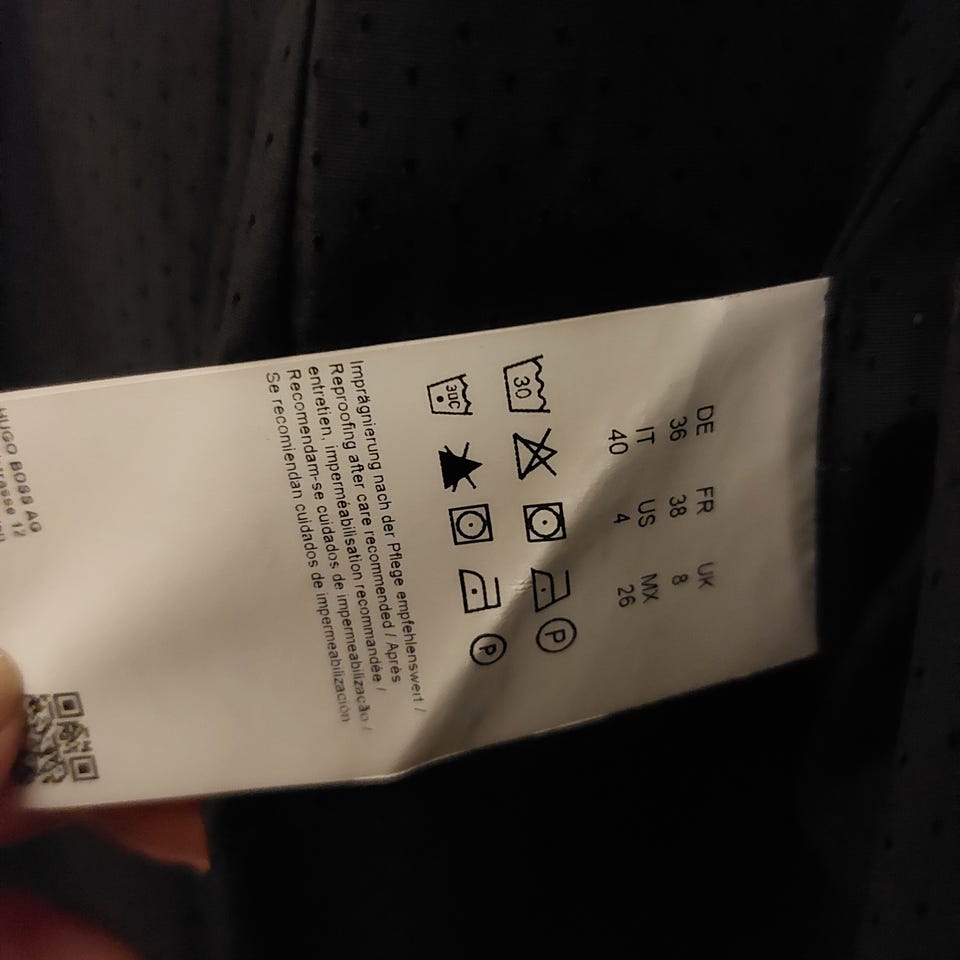 DE FR UK
36 38 8
IT US MX
40 4 26
30 P
30C P
Imprägnierung nach der Pflege empfehlenswert /
Reproofing after care recommended / Après
entretien, imperméabilisation recommandée /
Recomendam-se cuidados de impermeabilização /
Se recomiendan cuidados de impermeabilización
HUGO BOSS AG